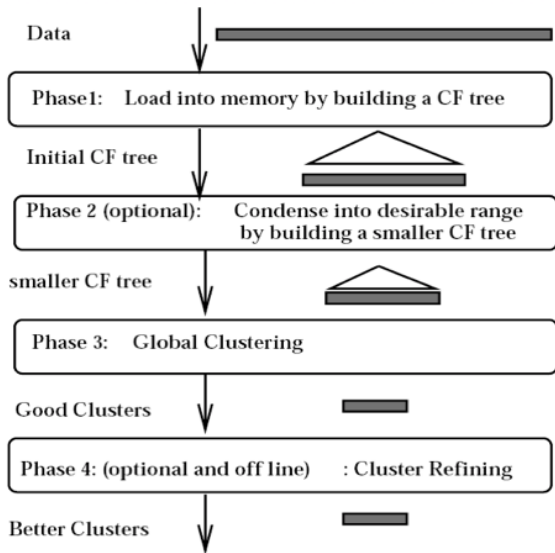 Data
Phase1: Load into memory by building a CF tree
Initial CF tree
Phase 2 (optional): Condense into desirable range
by building a smaller CF tree
smaller CF tree
Phase 3: Global Clustering
Good Clusters
Phase 4: (optional and off line) : Cluster Refining
Better Clusters